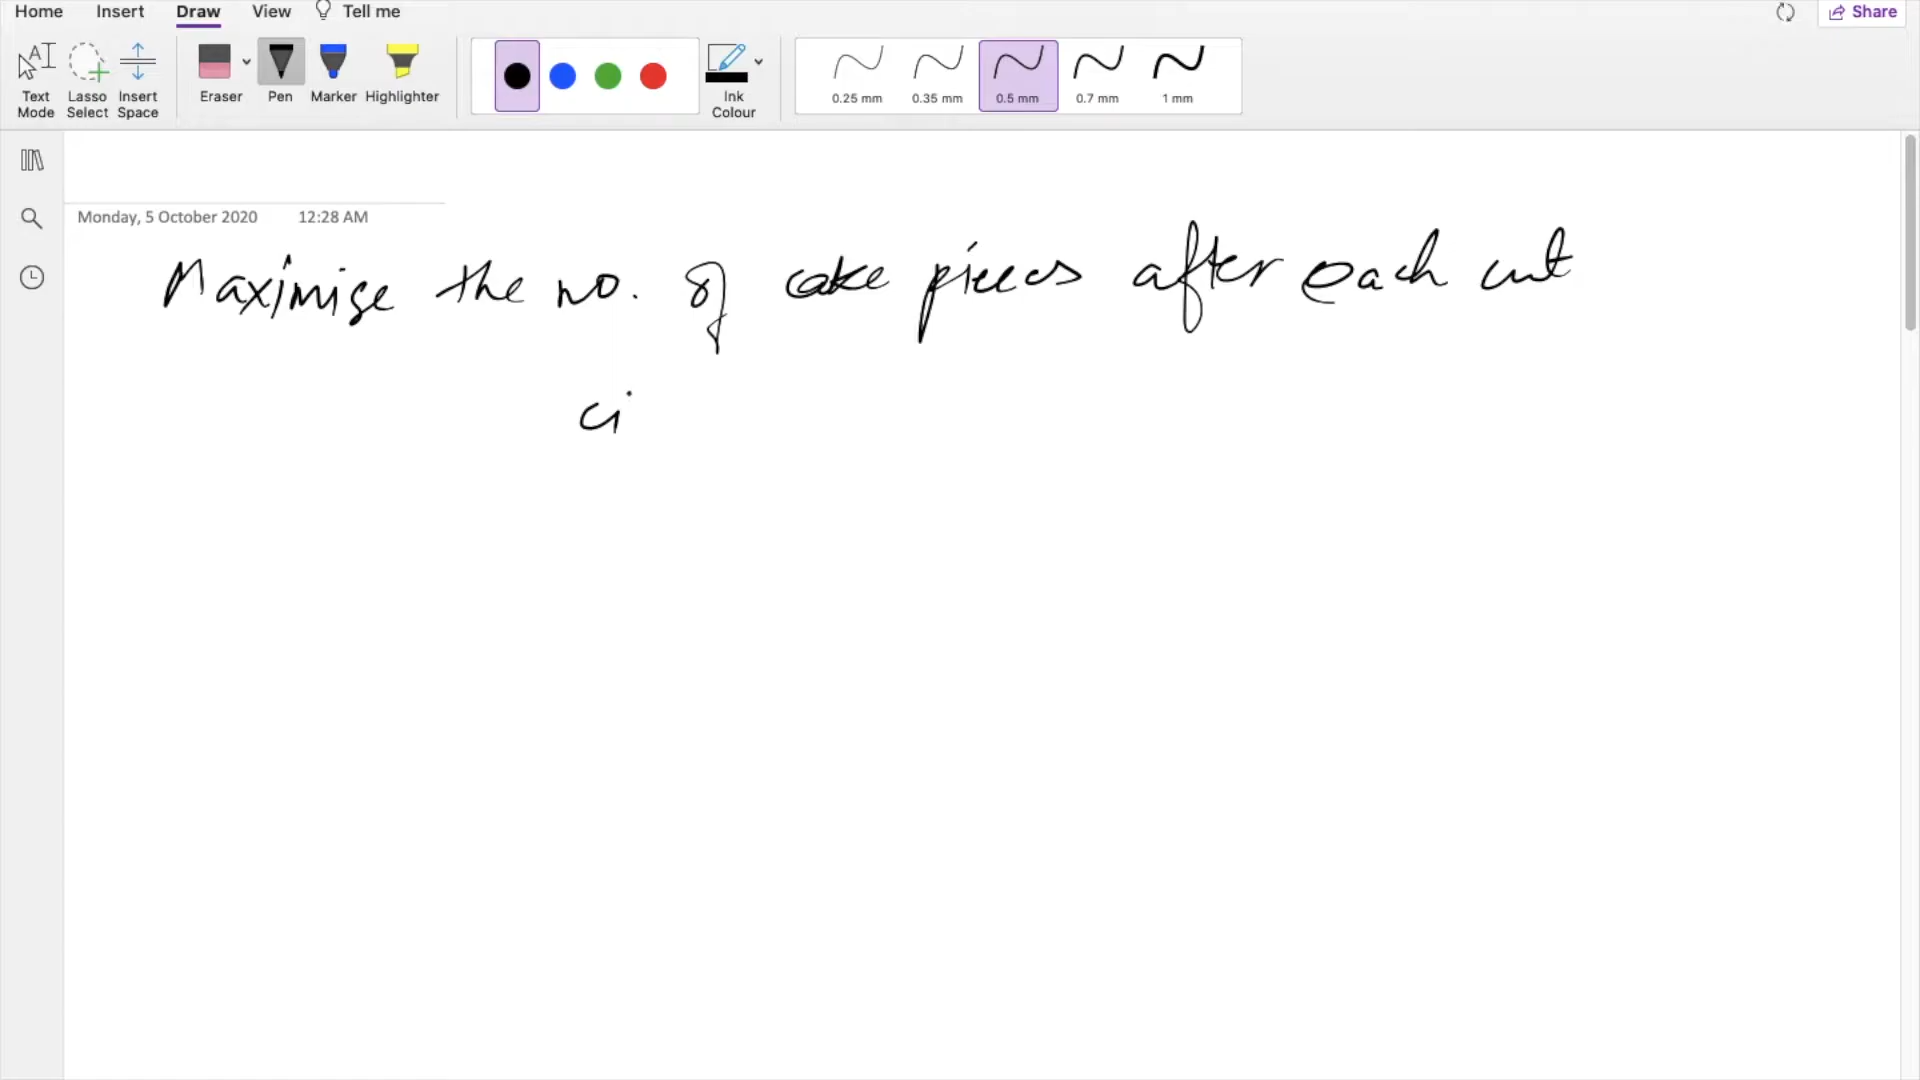 Home Insert Draw View Tell me Share
Text Mode Lasso Select Insert Space Eraser Pen Marker Highlighter Ink Colour 0.25 mm 0.35 mm 0.5 mm 0.7 mm 1 mm
Monday, 5 October 2020 12:28 AM
Maximise the no. of cake pieces after each cut
ci